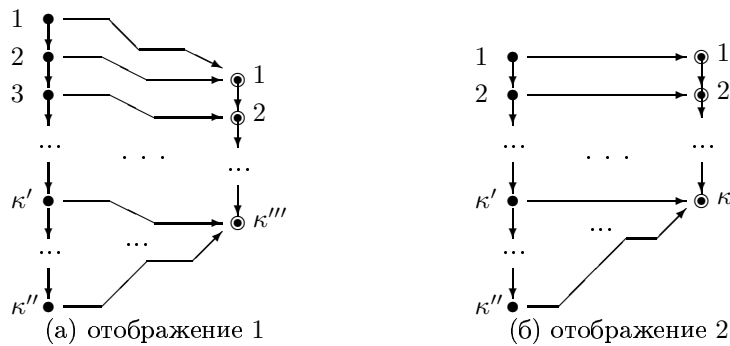 1
2 1 1 1
3 2 2 2
... ... ... ...
. . . ... . . .
κ′ κ‴ κ′ κ
... ... ... ...
κ″ κ″
(а) отображение 1 (б) отображение 2